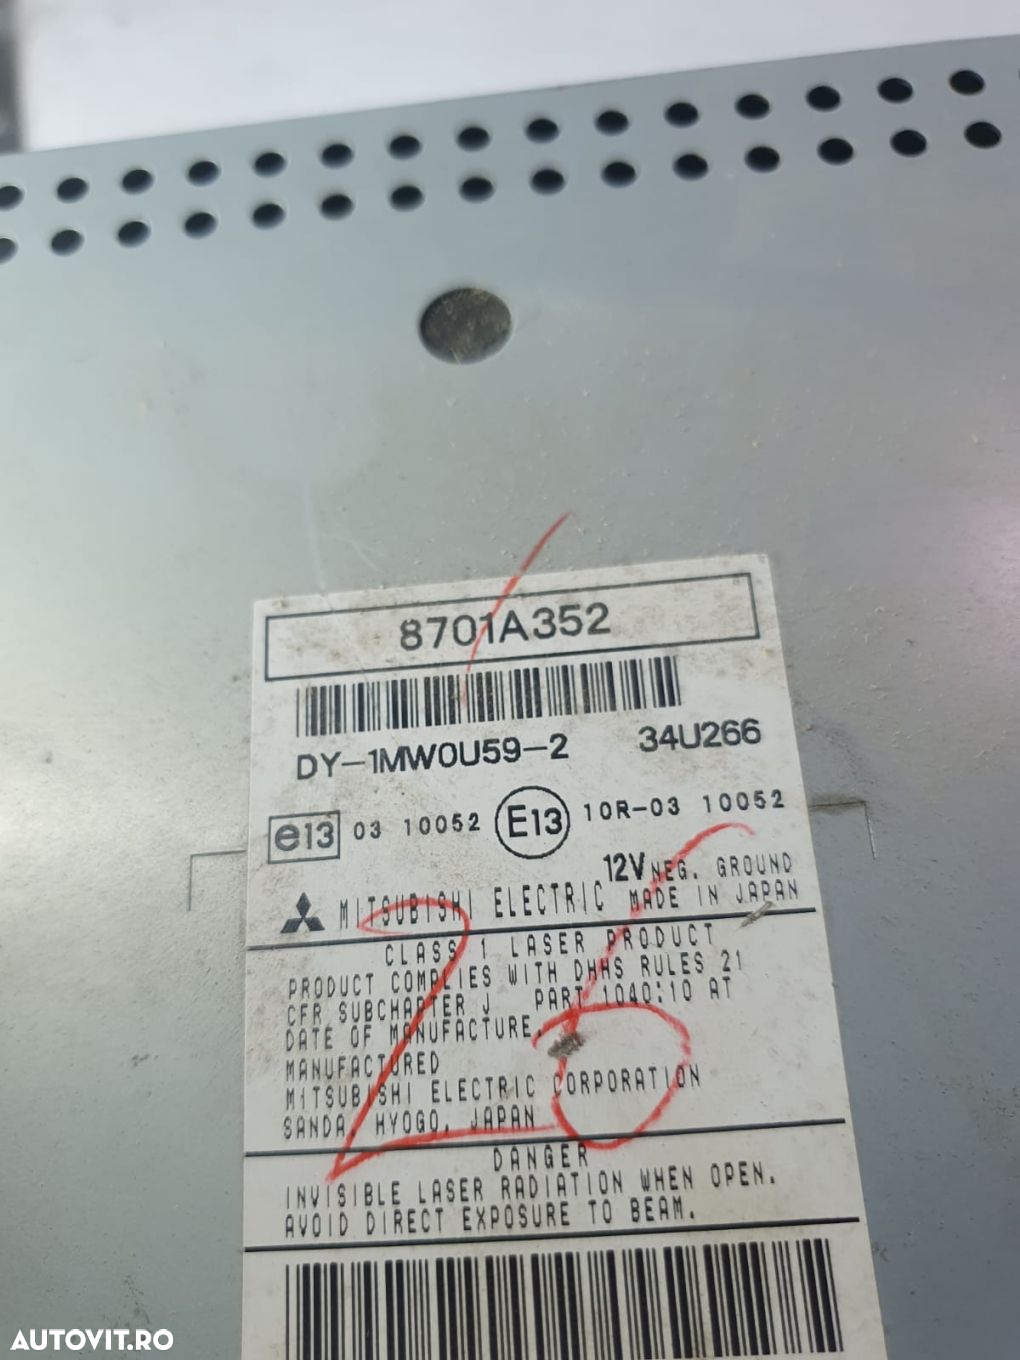 8701A352
DY-1MW0U59-2 34U266
e13 03 10052 E13 10R-03 10052
12V NEG. GROUND
MITSUBISHI ELECTRIC MADE IN JAPAN
CLASS 1 LASER PRODUCT
PRODUCT COMPLIES WITH DHHS RULES 21
CFR SUBCHAPTER J PART 1040:10 AT
DATE OF MANUFACTURE.
MANUFACTURED
MITSUBISHI ELECTRIC CORPORATION
SANDA, HYOGO, JAPAN
26
DANGER
INVISIBLE LASER RADIATION WHEN OPEN.
AVOID DIRECT EXPOSURE TO BEAM.
AUTOVIT.RO